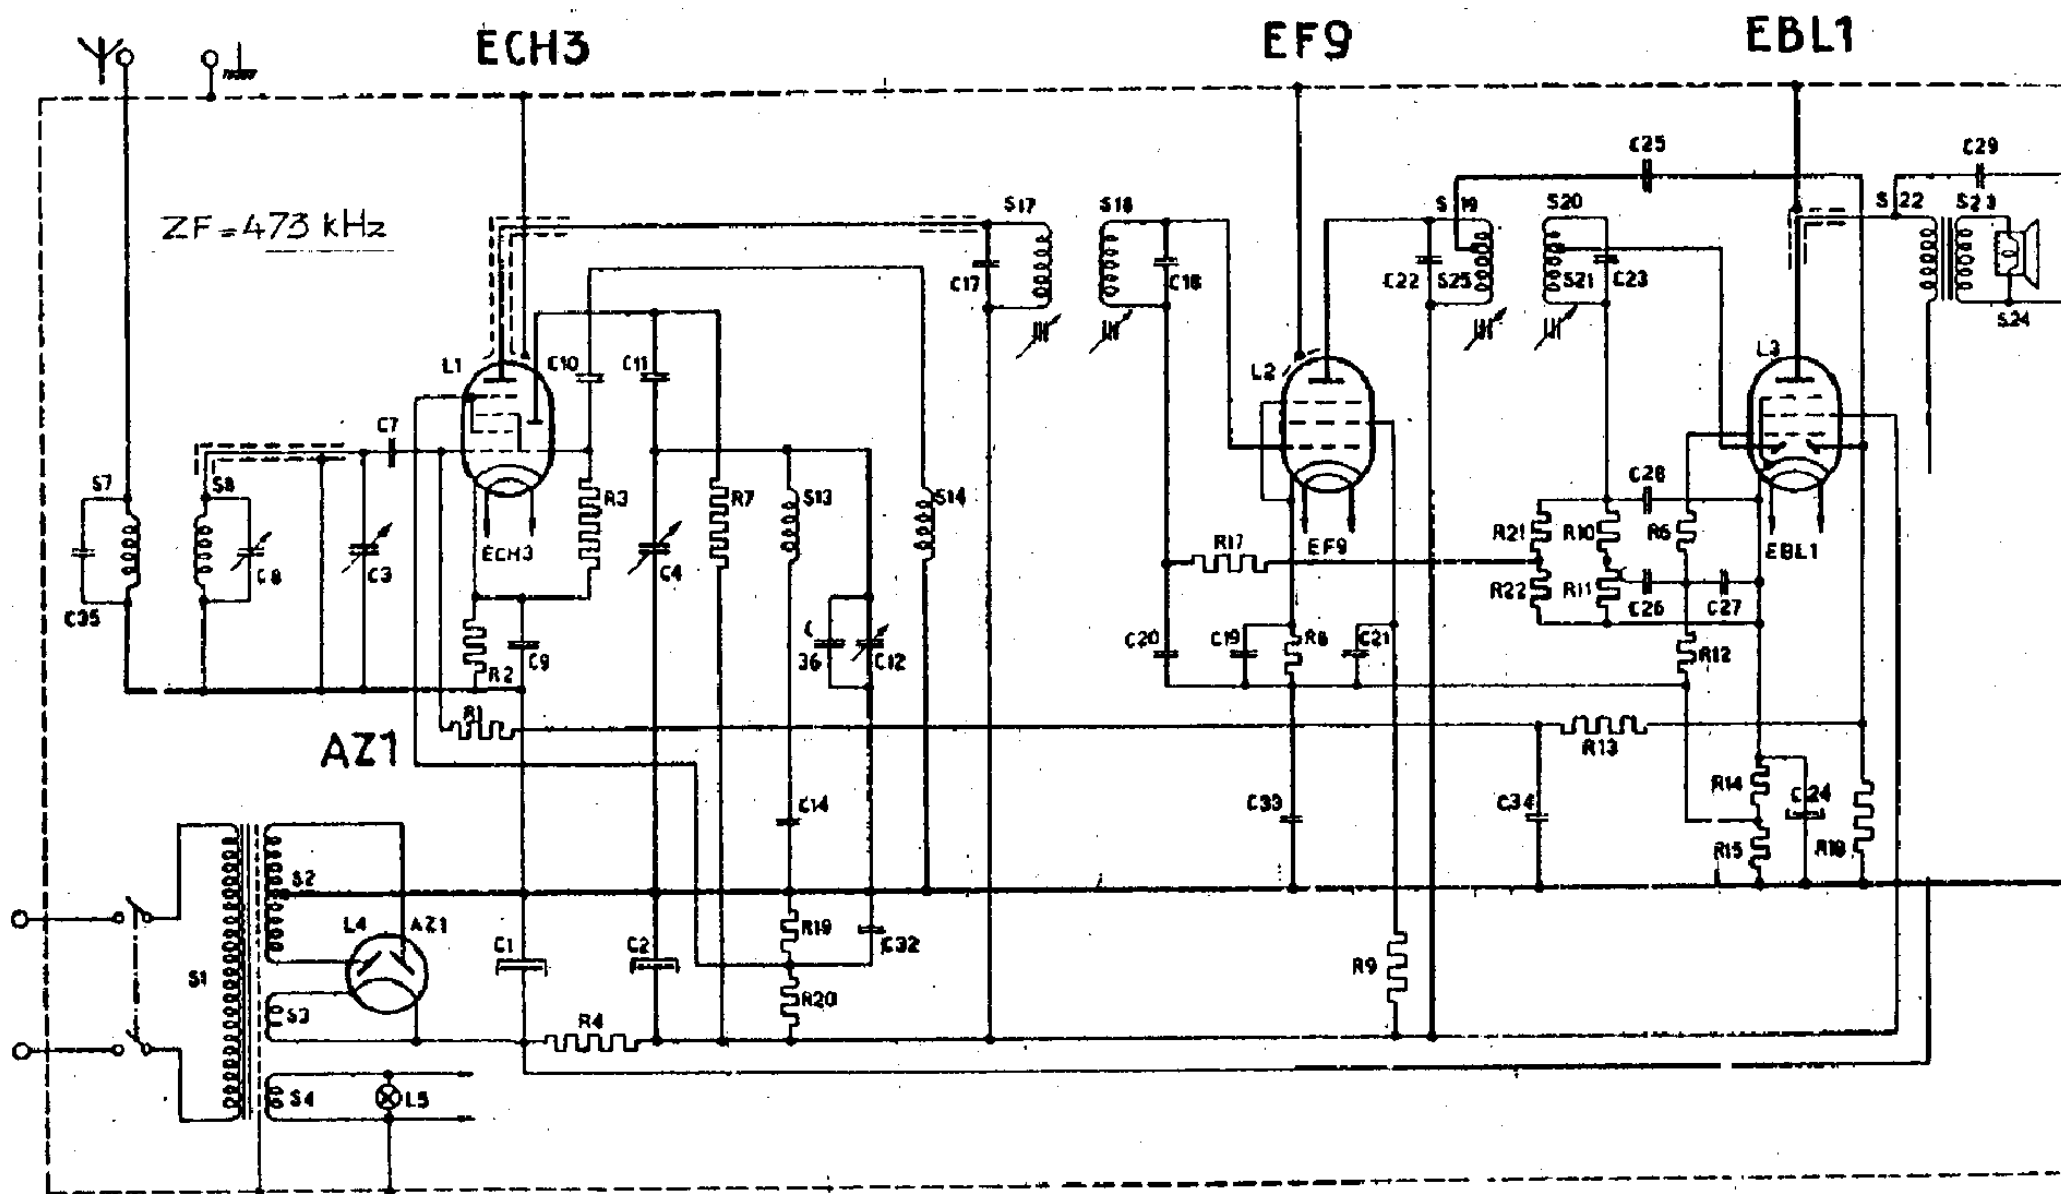 ECH3
EF9
EBL1
C25
C29
S17
S18
S19
S20
S22
S23
ZF = 473 kHz
C17
C18
C22
S25
S21
C23
S24
L1
C10
C11
L2
L3
C7
S7
S8
R3
R7
S13
S14
C28
R21
R10
R6
ECH3
R17
EF9
EBL1
C8
C3
C4
R22
R11
C26
C27
C35
C
36
C12
C9
R2
C20
C19
R8
C21
R12
R1
AZ1
R13
R14
C24
C14
C33
C34
R15
R18
S2
L4
AZ1
C1
C2
R19
C32
S1
R9
S3
R20
R4
S4
L5